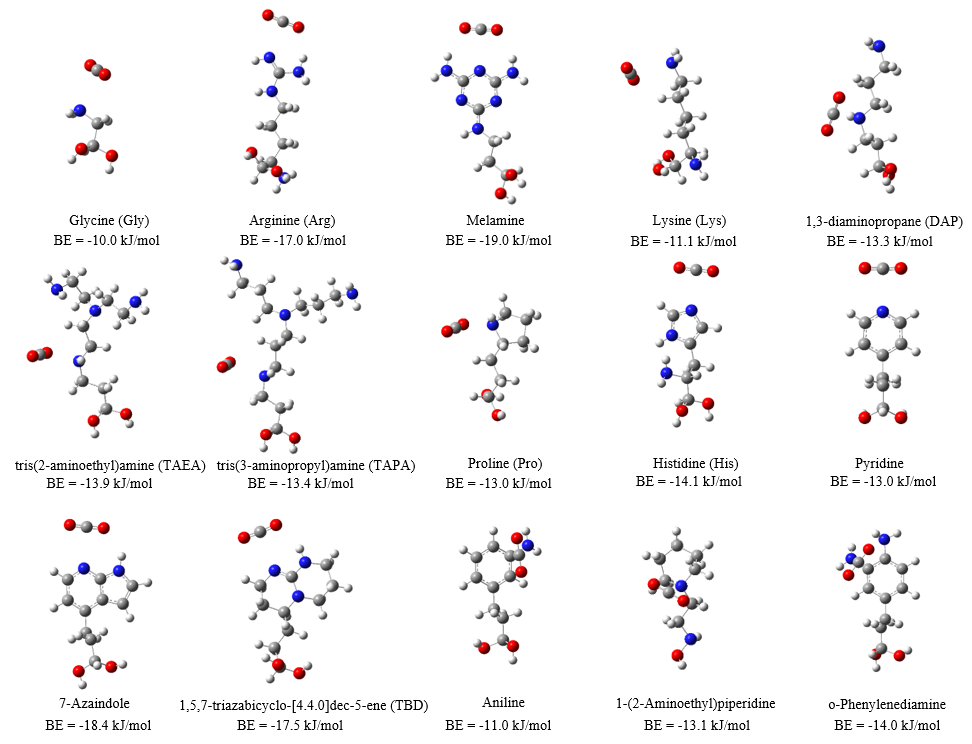 Glycine (Gly)
BE = -10.0 kJ/mol
Arginine (Arg)
BE = -17.0 kJ/mol
Melamine
BE = -19.0 kJ/mol
Lysine (Lys)
BE = -11.1 kJ/mol
1,3-diaminopropane (DAP)
BE = -13.3 kJ/mol
tris(2-aminoethyl)amine (TAEA)
BE = -13.9 kJ/mol
tris(3-aminopropyl)amine (TAPA)
BE = -13.4 kJ/mol
Proline (Pro)
BE = -13.0 kJ/mol
Histidine (His)
BE = -14.1 kJ/mol
Pyridine
BE = -13.0 kJ/mol
7-Azaindole
BE = -18.4 kJ/mol
1,5,7-triazabicyclo-[4.4.0]dec-5-ene (TBD)
BE = -17.5 kJ/mol
Aniline
BE = -11.0 kJ/mol
1-(2-Aminoethyl)piperidine
BE = -13.1 kJ/mol
o-Phenylenediamine
BE = -14.0 kJ/mol